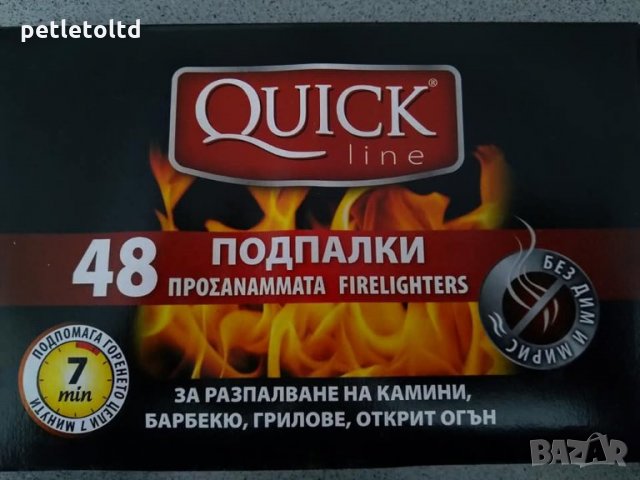 petletoltd
QUICK®
line
48 ПОДПАЛКИ
ΠΡΟΣΑΝΑΜΜΑΤΑ FIRELIGHTERS
БЕЗ ДИМ И МИРИС
ПОДПОМАГА ГОРЕНЕТО ЦЕЛИ 7 МИНУТИ
7
min
ЗА РАЗПАЛВАНЕ НА КАМИНИ,
БАРБЕКЮ, ГРИЛОВЕ, ОТКРИТ ОГЪН
BAZAR